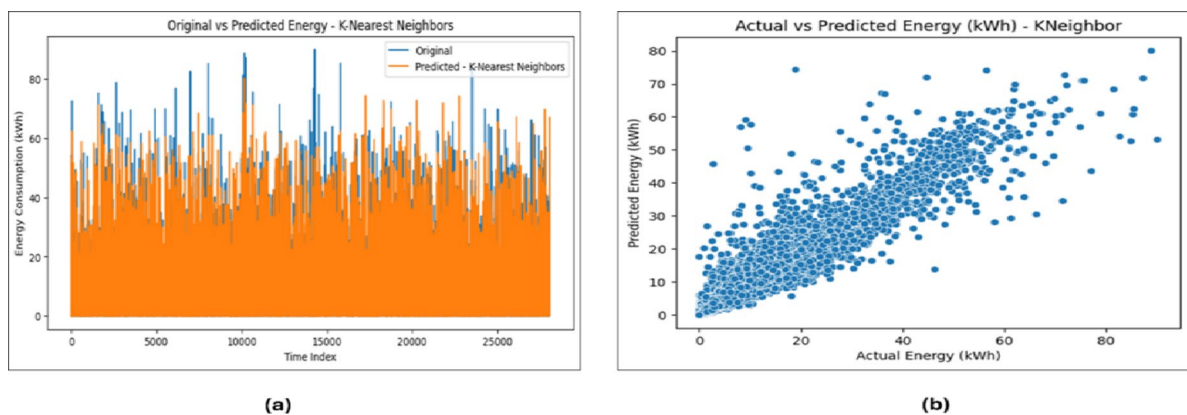 Original vs Predicted Energy - K-Nearest Neighbors
Original
Predicted - K-Nearest Neighbors
Energy Consumption (kWh)
80
60
40
20
0
0
5000
10000
15000
20000
25000
Time Index
(a)
Actual vs Predicted Energy (kWh) - KNeighbor
Predicted Energy (kWh)
80
70
60
50
40
30
20
10
0
0
20
40
60
80
Actual Energy (kWh)
(b)